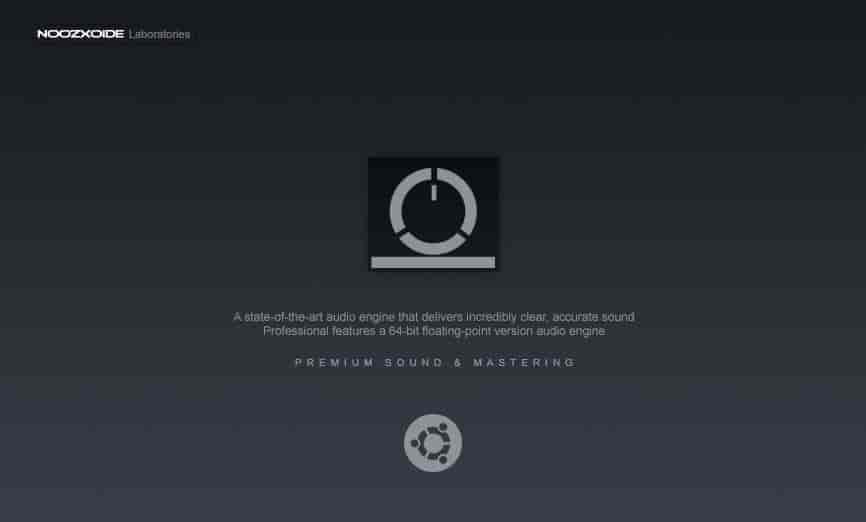 NOOZXOIDE Laboratories
A state-of-the-art audio engine that delivers incredibly clear, accurate sound
Professional features a 64-bit floating-point version audio engine
PREMIUM SOUND & MASTERING